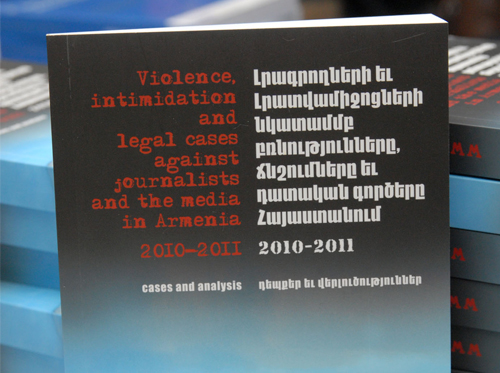 Violence,
intimidation
and
legal cases
against
journalists
and the media
in Armenia
2010–2011
cases and analysis
Լրագրողների եւ
Լրատվամիջոցների
նկատամմբ
բռնությունները,
ճնշումները եւ
դատական գործերը
Հայաստանում
2010-2011
դեպքեր եւ վերլուծություններ